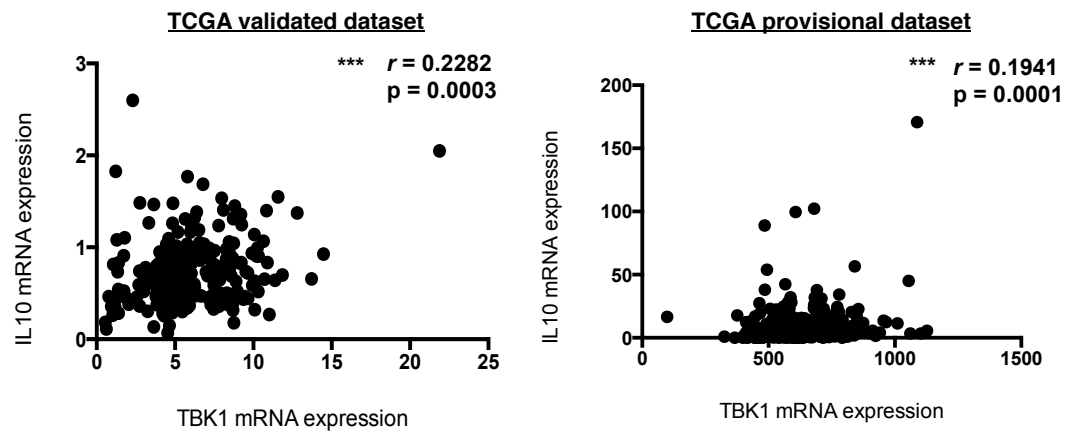 TCGA validated dataset
*** r = 0.2282
p = 0.0003
3
2
1
0
0 5 10 15 20 25
IL10 mRNA expression
TBK1 mRNA expression
TCGA provisional dataset
*** r = 0.1941
p = 0.0001
200
150
100
50
0
0 500 1000 1500
IL10 mRNA expression
TBK1 mRNA expression